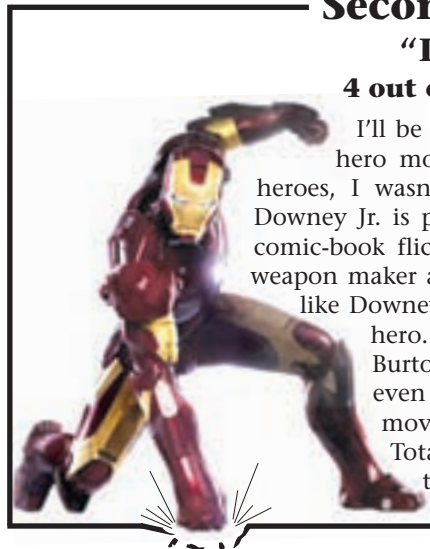 Secon
“I
4 out o
I'll be
hero mo
heroes, I wasn
Downey Jr. is p
comic-book flic
weapon maker a
like Downey
hero.
Burto
even
mov
Tota
t